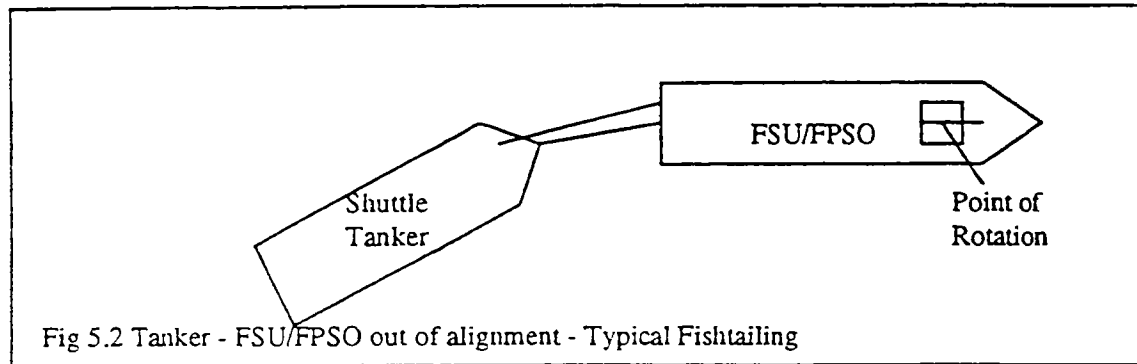 FSU/FPSO
Shuttle
Tanker
Point of
Rotation
Fig 5.2 Tanker - FSU/FPSO out of alignment - Typical Fishtailing